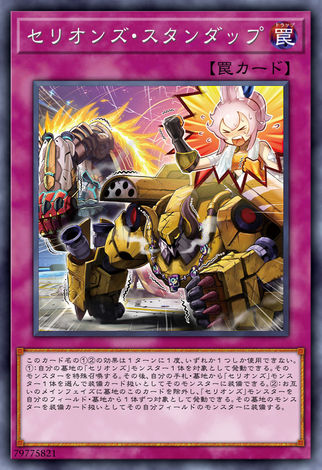 セリオンズ・スタンダップ
トラップ
罠
【罠カード】
このカード名の①②の効果は1ターンに1度、いずれか1つしか使用できない。
①:自分の墓地の「セリオンズ」モンスター1体を対象として発動できる。そのモ
ンスターを特殊召喚する。その後、自分の手札・墓地から「セリオンズ」モンス
ター1体を選んで装備カード扱いとしてそのモンスターに装備できる。②:お互
いのメインフェイズに墓地のこのカードを除外し、「セリオンズ」モンスターを
自分のフィールド・墓地から1体ずつ対象として発動できる。その墓地のモンス
ターを装備カード扱いとしてその自分フィールドのモンスターに装備する。
79775821